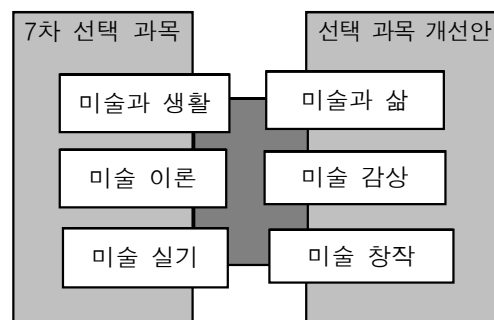 7차 선택 과목
선택 과목 개선안
미술과 생활
미술과 삶
미술 이론
미술 감상
미술 실기
미술 창작